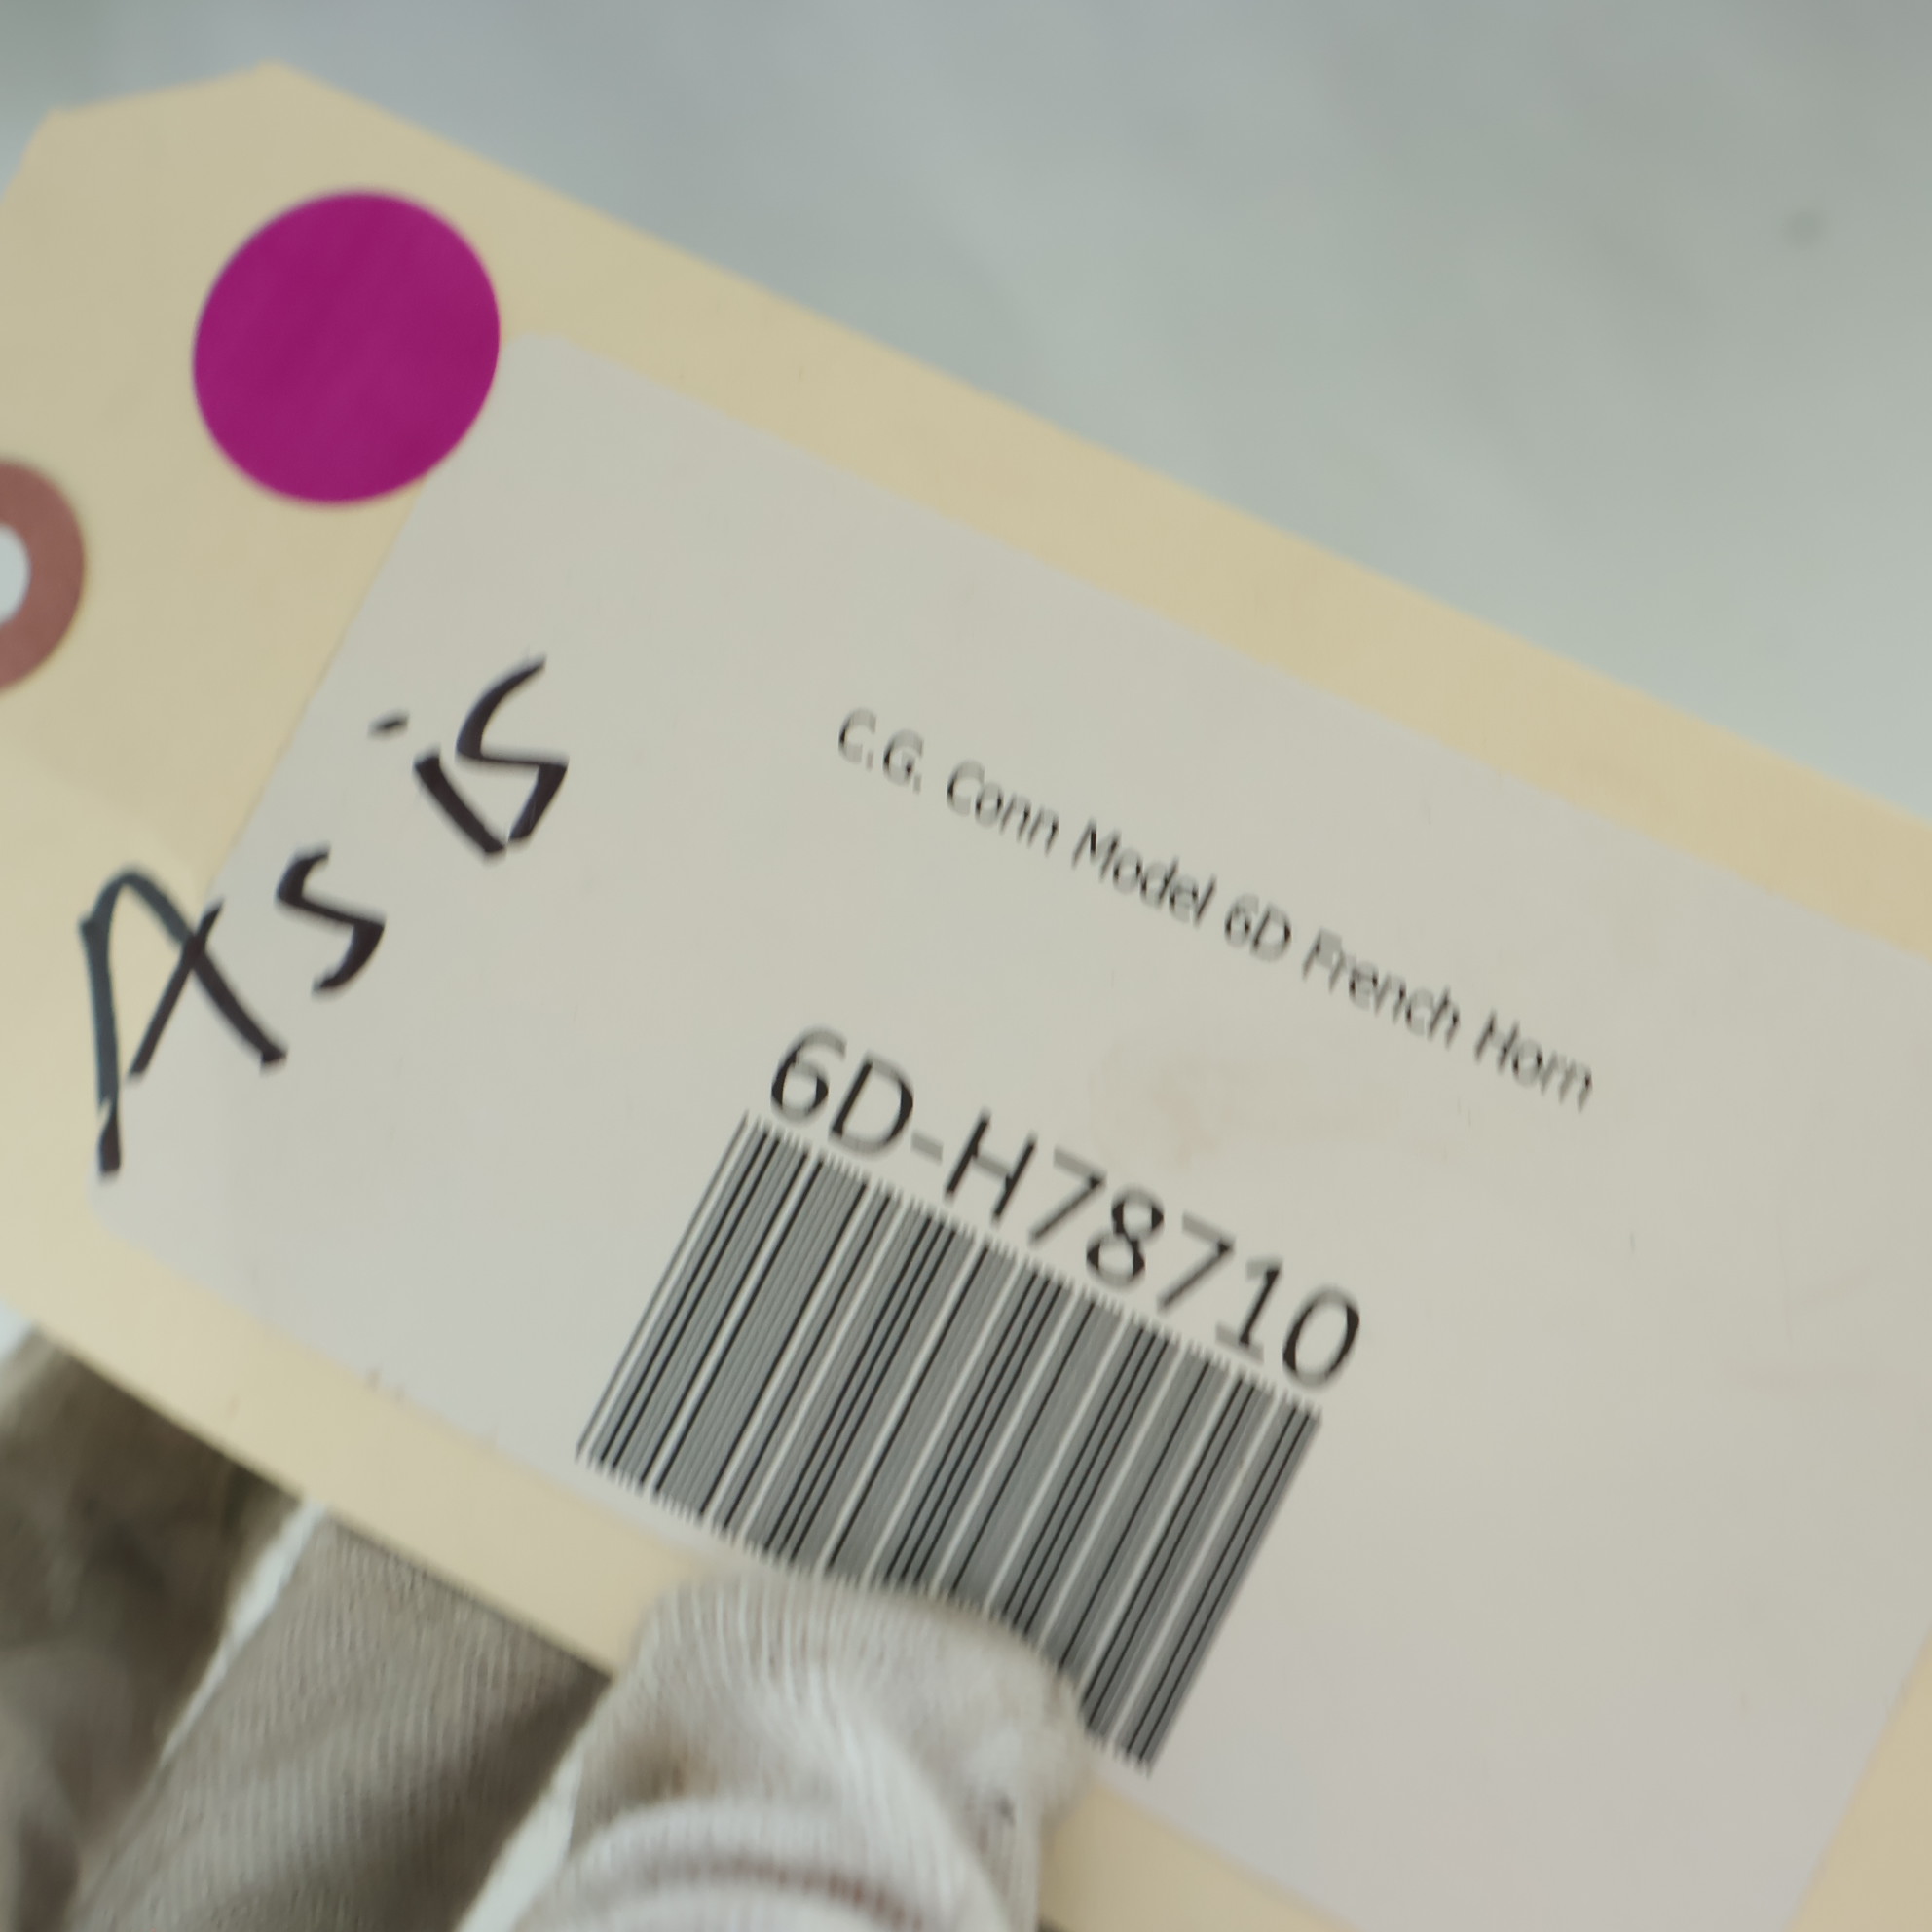 As is
C.G. Conn Model 6D French Horn
6D-H78710